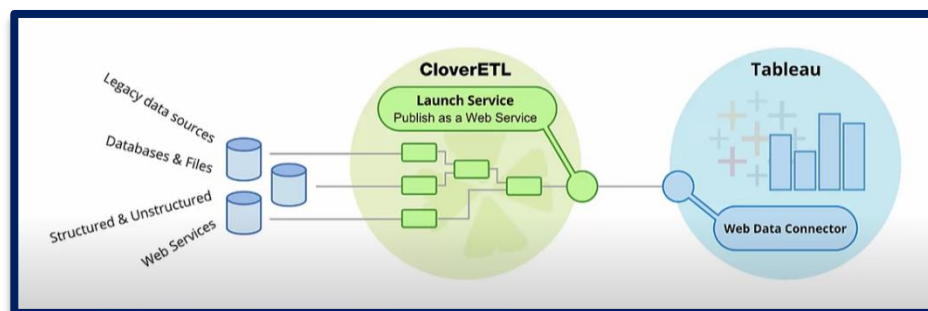 Legacy data sources
Databases & Files
Structured & Unstructured
Web Services
CloverETL
Launch Service
Publish as a Web Service
Tableau
Web Data Connector